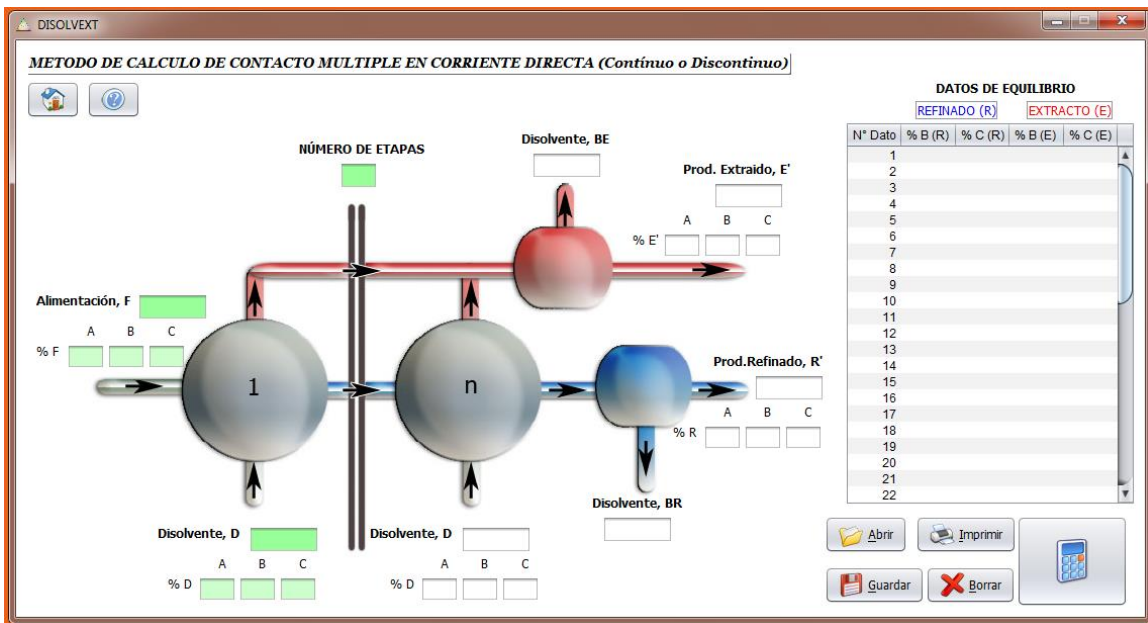 DISOLVEXT
METODO DE CALCULO DE CONTACTO MULTIPLE EN CORRIENTE DIRECTA (Contínuo o Discontinuo)
DATOS DE EQUILIBRIO
REFINADO (R) EXTRACTO (E)
N° Dato % B (R) % C (R) % B (E) % C (E)
1
2
3
4
5
6
7
8
9
10
11
12
13
14
15
16
17
18
19
20
21
22
NÚMERO DE ETAPAS
Disolvente, BE
Prod. Extraido, E'
A B C
% E'
Alimentación, F
A B C
% F
1
n
Prod.Refinado, R'
A B C
% R
Disolvente, BR
Disolvente, D
A B C
% D
Disolvente, D
A B C
% D
Abrir
Imprimir
Guardar
Borrar